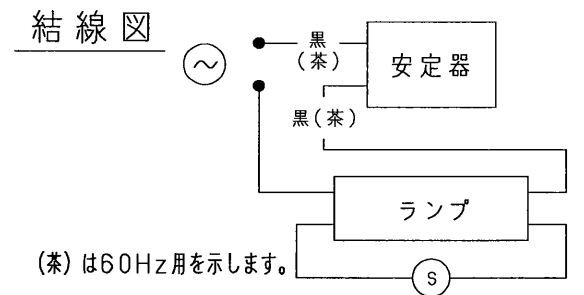 結線図
黒
(茶)
安定器
黒(茶)
ランプ
(茶)は60Hz用を示します。
S